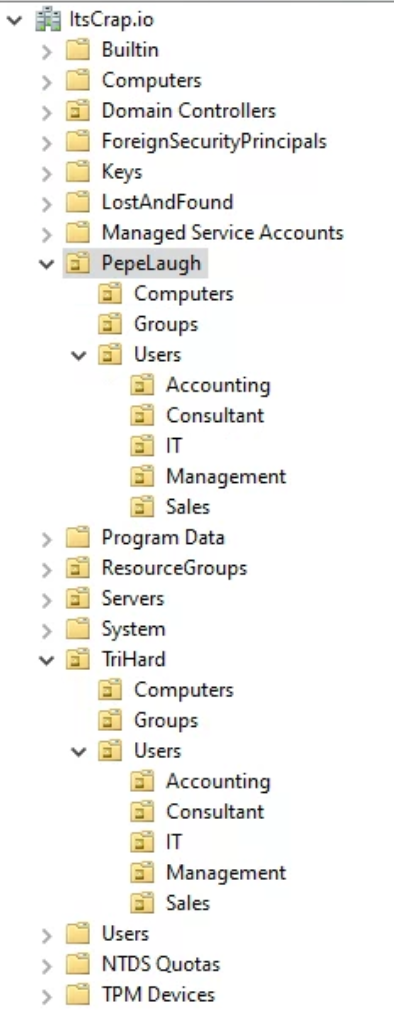 ItsCrap.io
Builtin
Computers
Domain Controllers
ForeignSecurityPrincipals
Keys
LostAndFound
Managed Service Accounts
PepeLaugh
Computers
Groups
Users
Accounting
Consultant
IT
Management
Sales
Program Data
ResourceGroups
Servers
System
TriHard
Computers
Groups
Users
Accounting
Consultant
IT
Management
Sales
Users
NTDS Quotas
TPM Devices